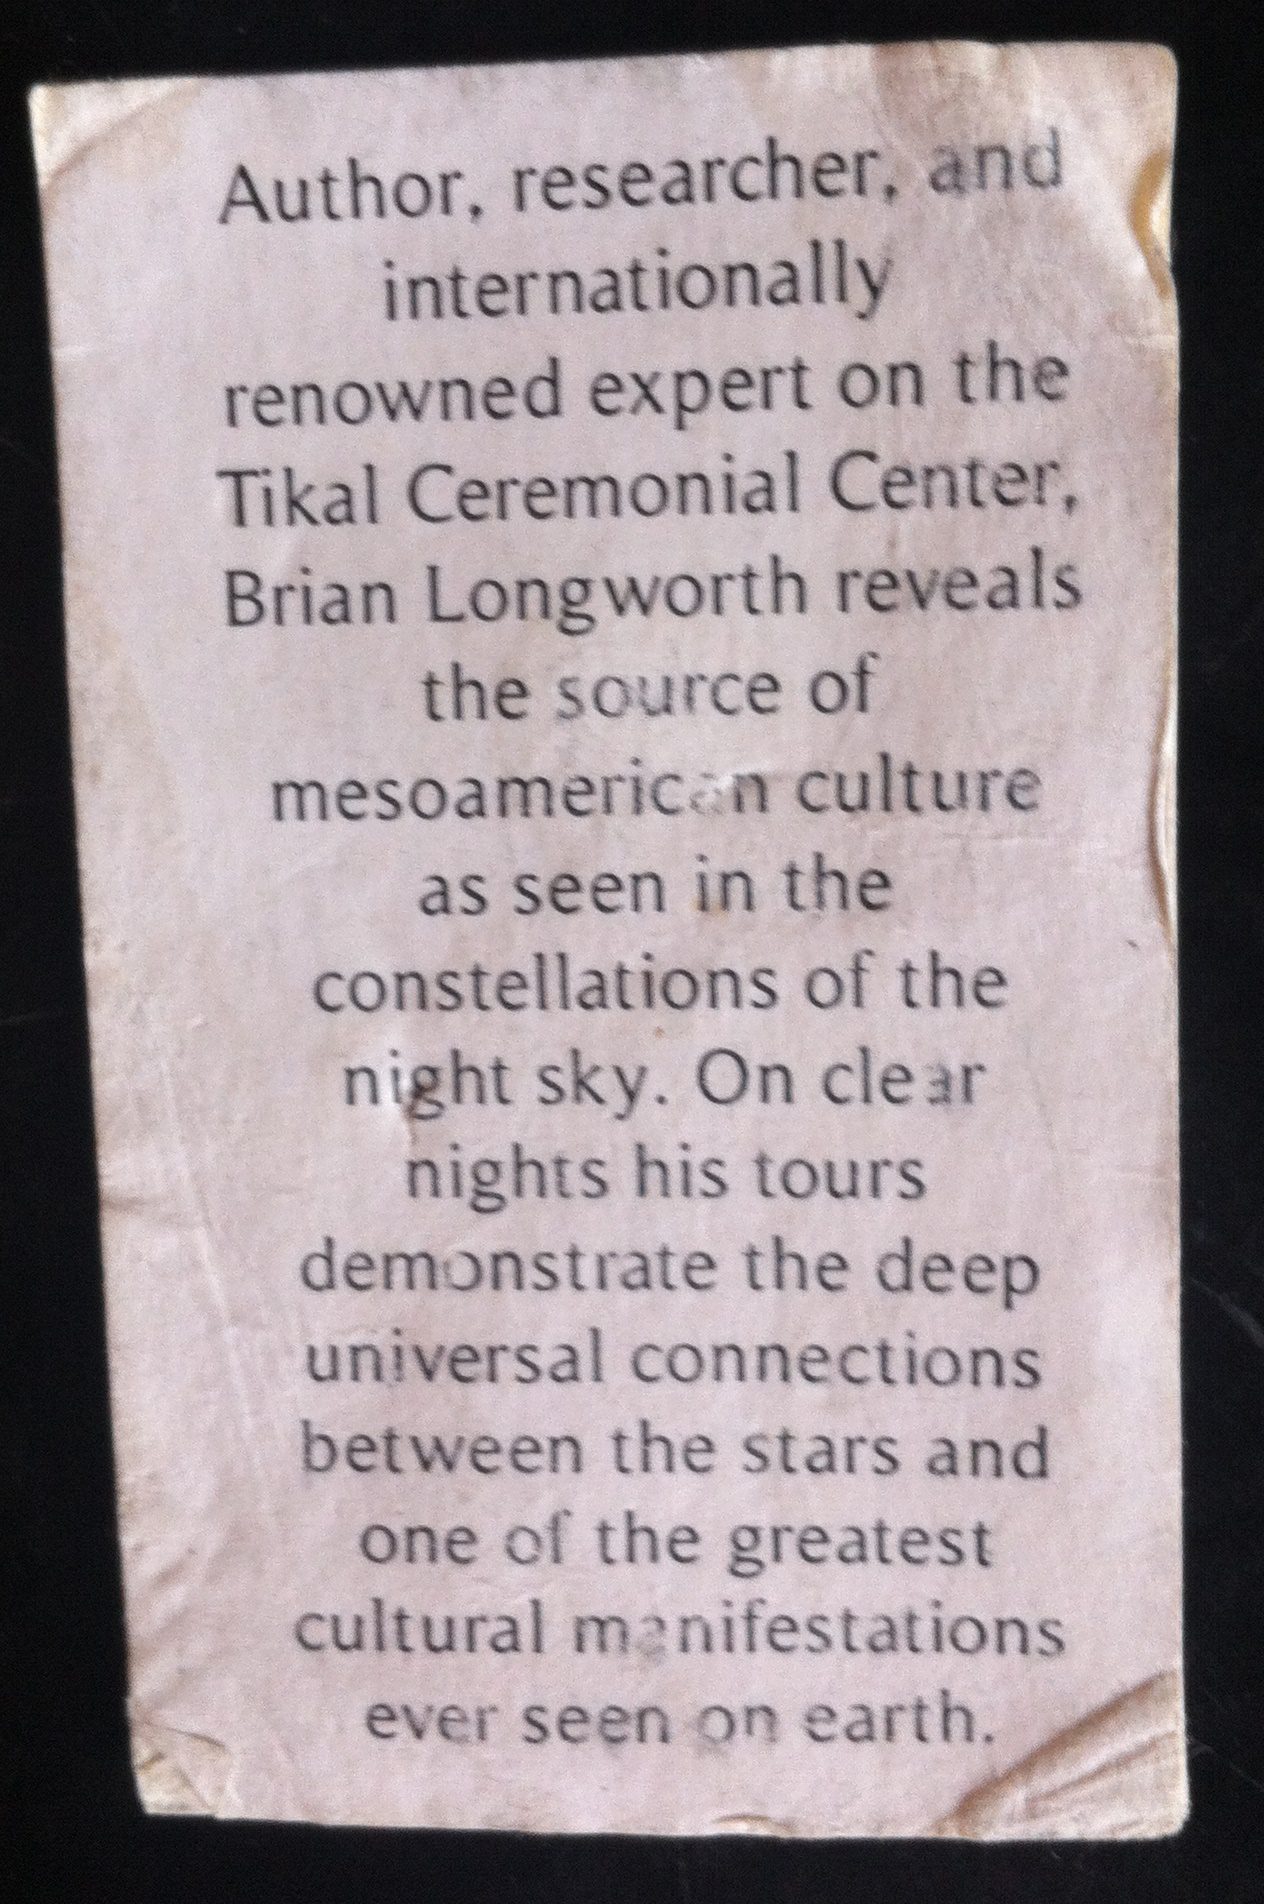 Author, researcher, and
internationally
renowned expert on the
Tikal Ceremonial Center,
Brian Longworth reveals
the source of
mesoamerican culture
as seen in the
constellations of the
night sky. On clear
nights his tours
demonstrate the deep
universal connections
between the stars and
one of the greatest
cultural manifestations
ever seen on earth.